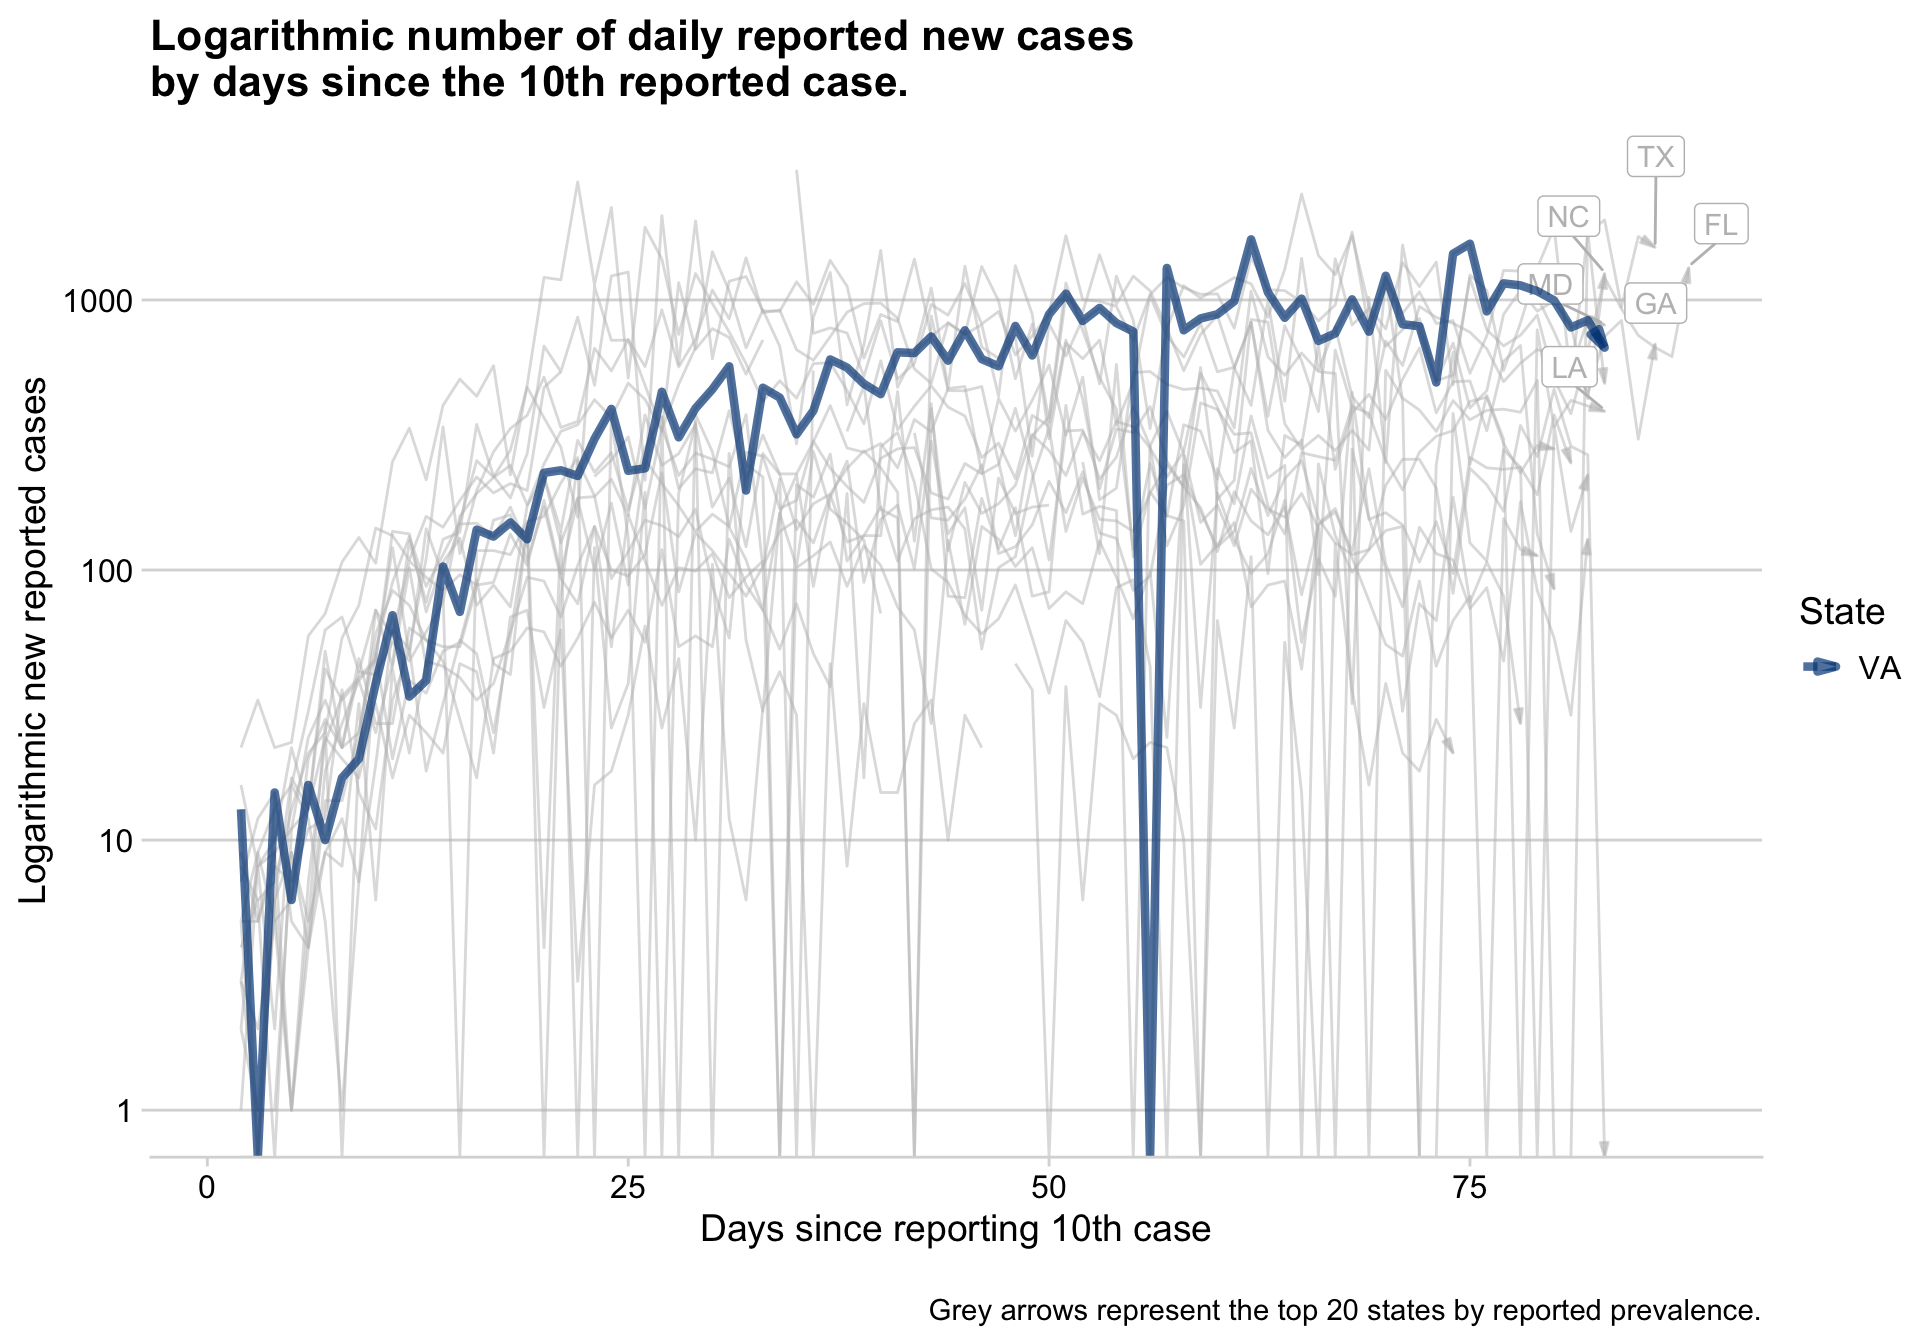 Logarithmic number of daily reported new cases
by days since the 10th reported case.
TX
NC
FL
MD
GA
LA
1000
100
10
1
Logarithmic new reported cases
0
25
50
75
Days since reporting 10th case
State
VA
Grey arrows represent the top 20 states by reported prevalence.